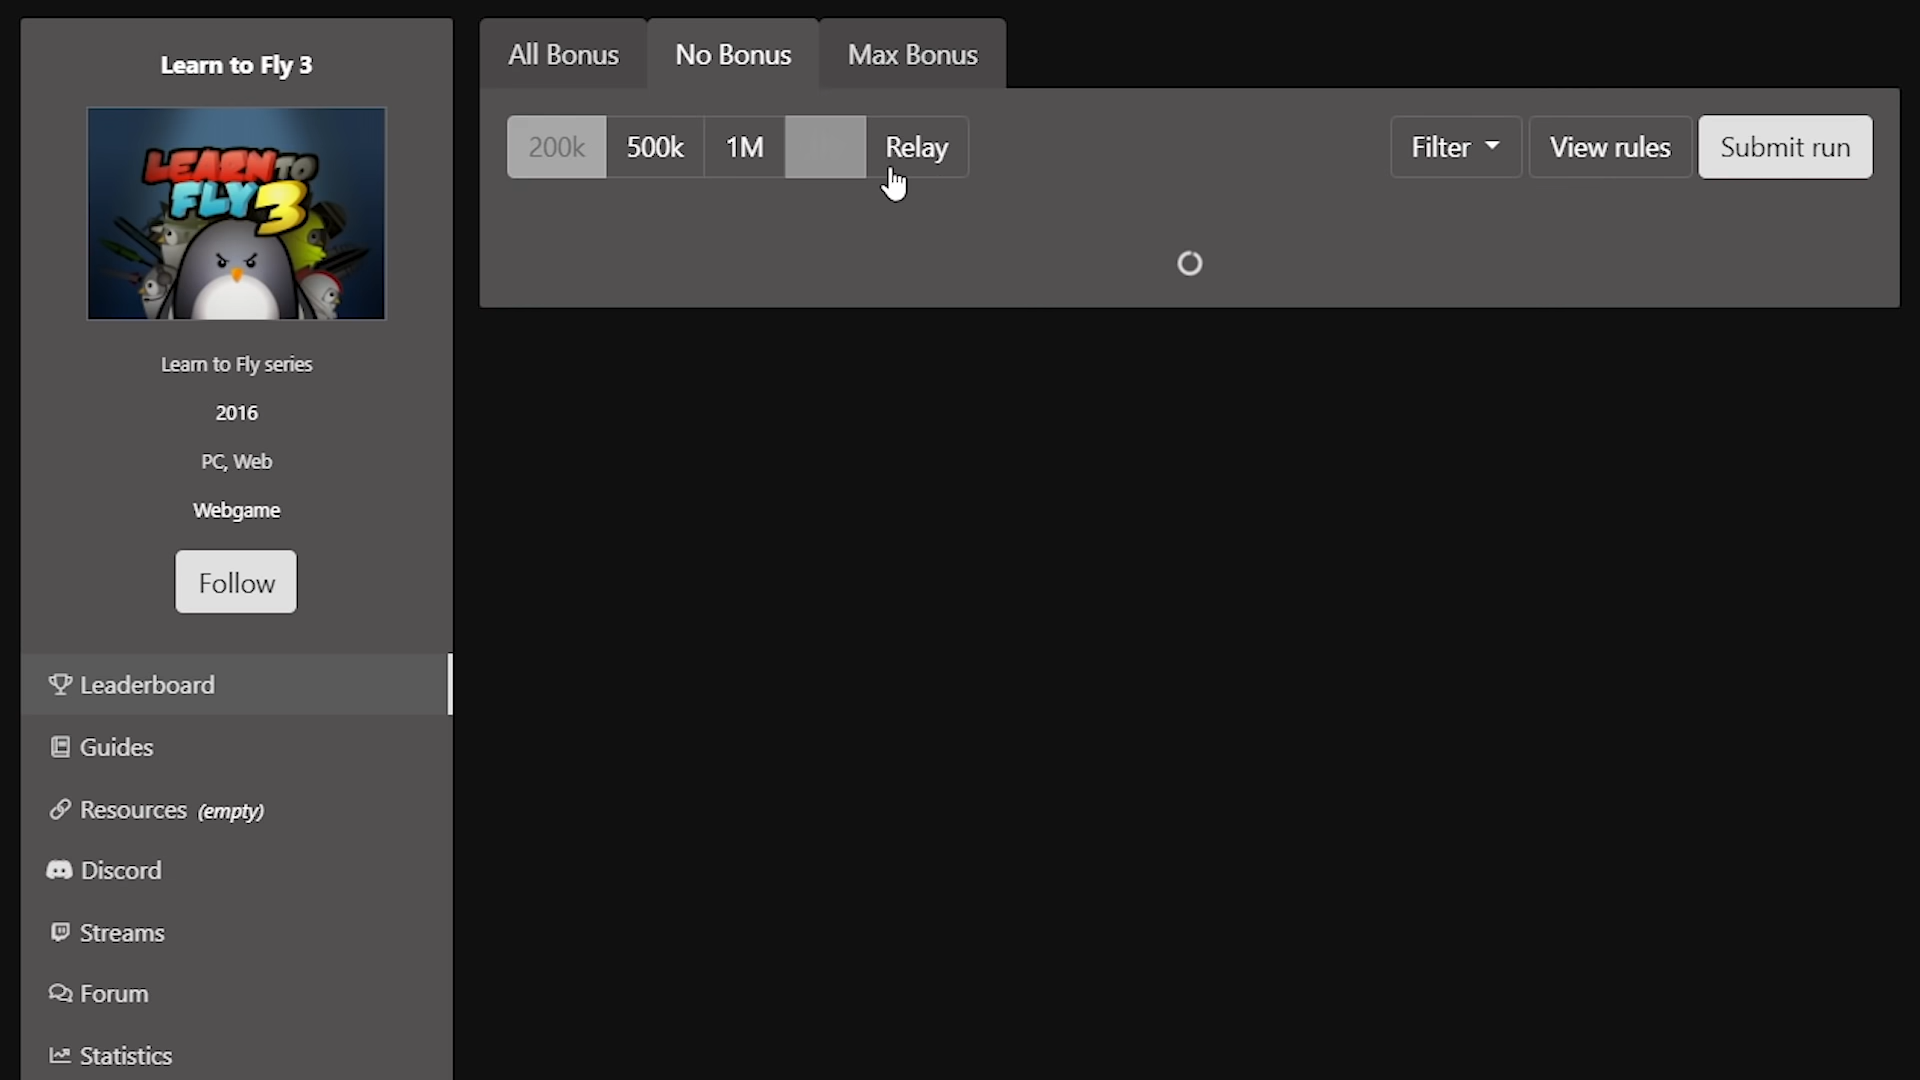 Learn to Fly 3
LEARN TO
FLY 3
Learn to Fly series
2016
PC, Web
Webgame
Follow
Leaderboard
Guides
Resources (empty)
Discord
Streams
Forum
Statistics
All Bonus No Bonus Max Bonus
200k 500k 1M Relay
Filter View rules Submit run